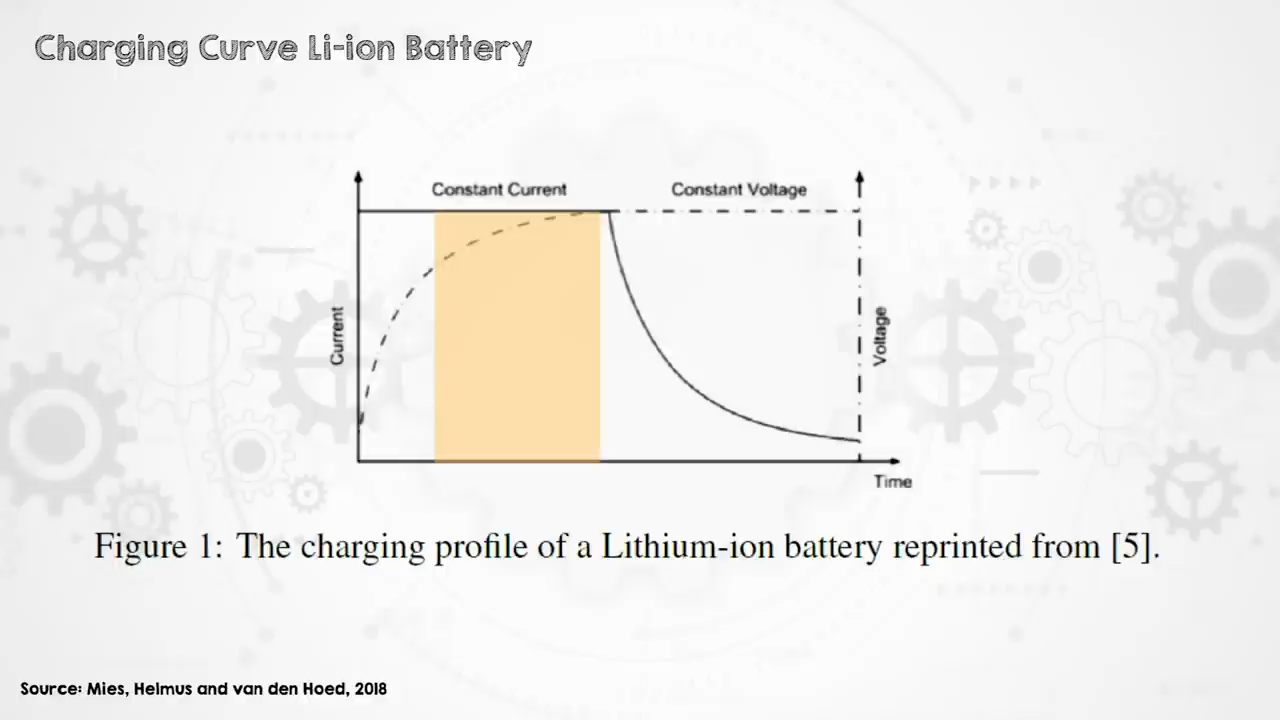 Charging Curve Li-ion Battery
Constant Current
Constant Voltage
Current
Voltage
Time
Figure 1: The charging profile of a Lithium-ion battery reprinted from [5].
Source: Mies, Helmus and van den Hoed, 2018